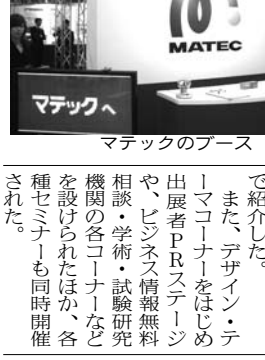 MATEC
マテックへ
マテックのブース
で紹介した。
また、デザイン・テ
ーマコーナーをはじめ
出展者PRステージ
や、ビジネス情報無料
相談・学術・試験研究
機関の各コーナーなど
を設けられたほか、各
種セミナーも同時開催
された。